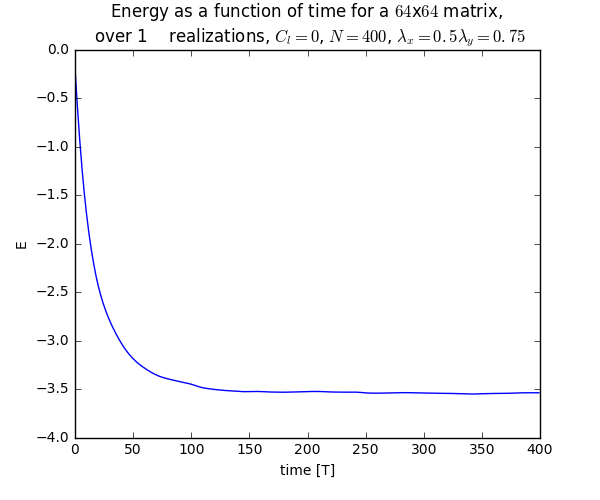 Energy as a function of time for a 64x64 matrix,
over 1 realizations, C_l = 0, N = 400, λ_x = 0.5λ_y = 0.75
0.0
−0.5
−1.0
−1.5
−2.0
−2.5
−3.0
−3.5
−4.0
E
0 50 100 150 200 250 300 350 400
time [T]